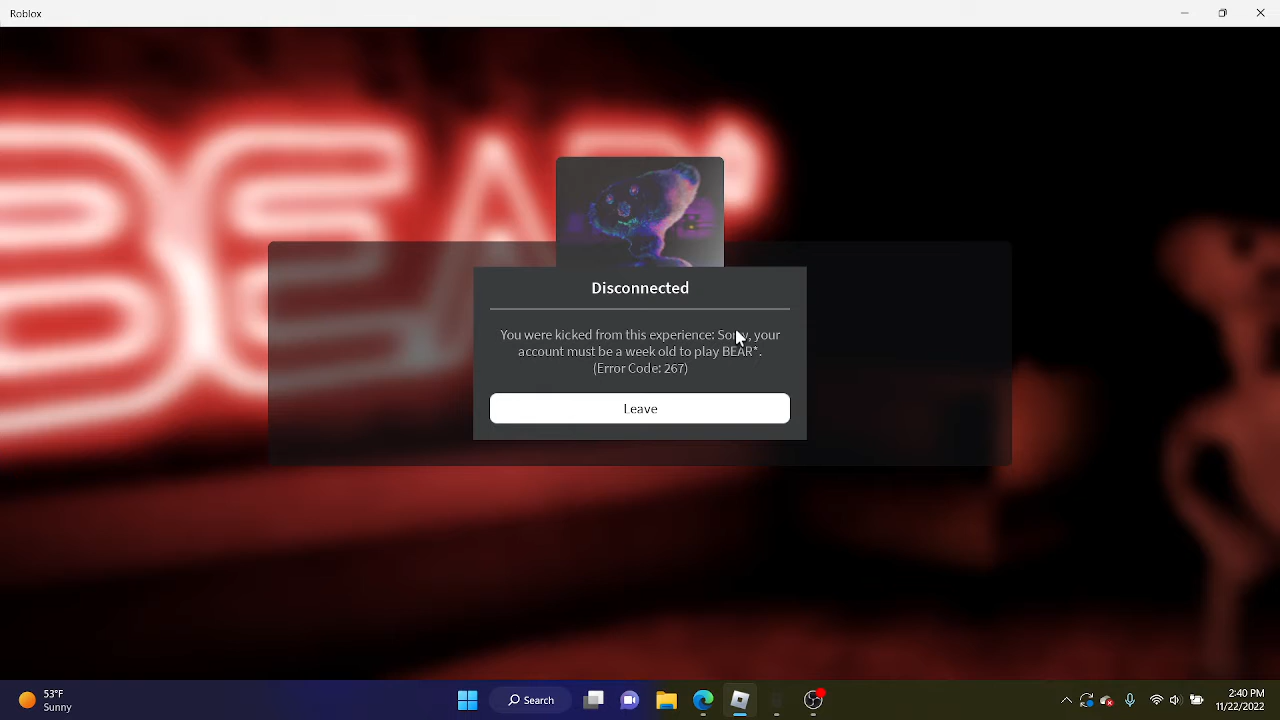 Roblox
BEAR*
Disconnected
You were kicked from this experience: Sorry, your
account must be a week old to play BEAR*.
(Error Code: 267)
Leave
53°F
Sunny
Search
2:40 PM
11/22/2022